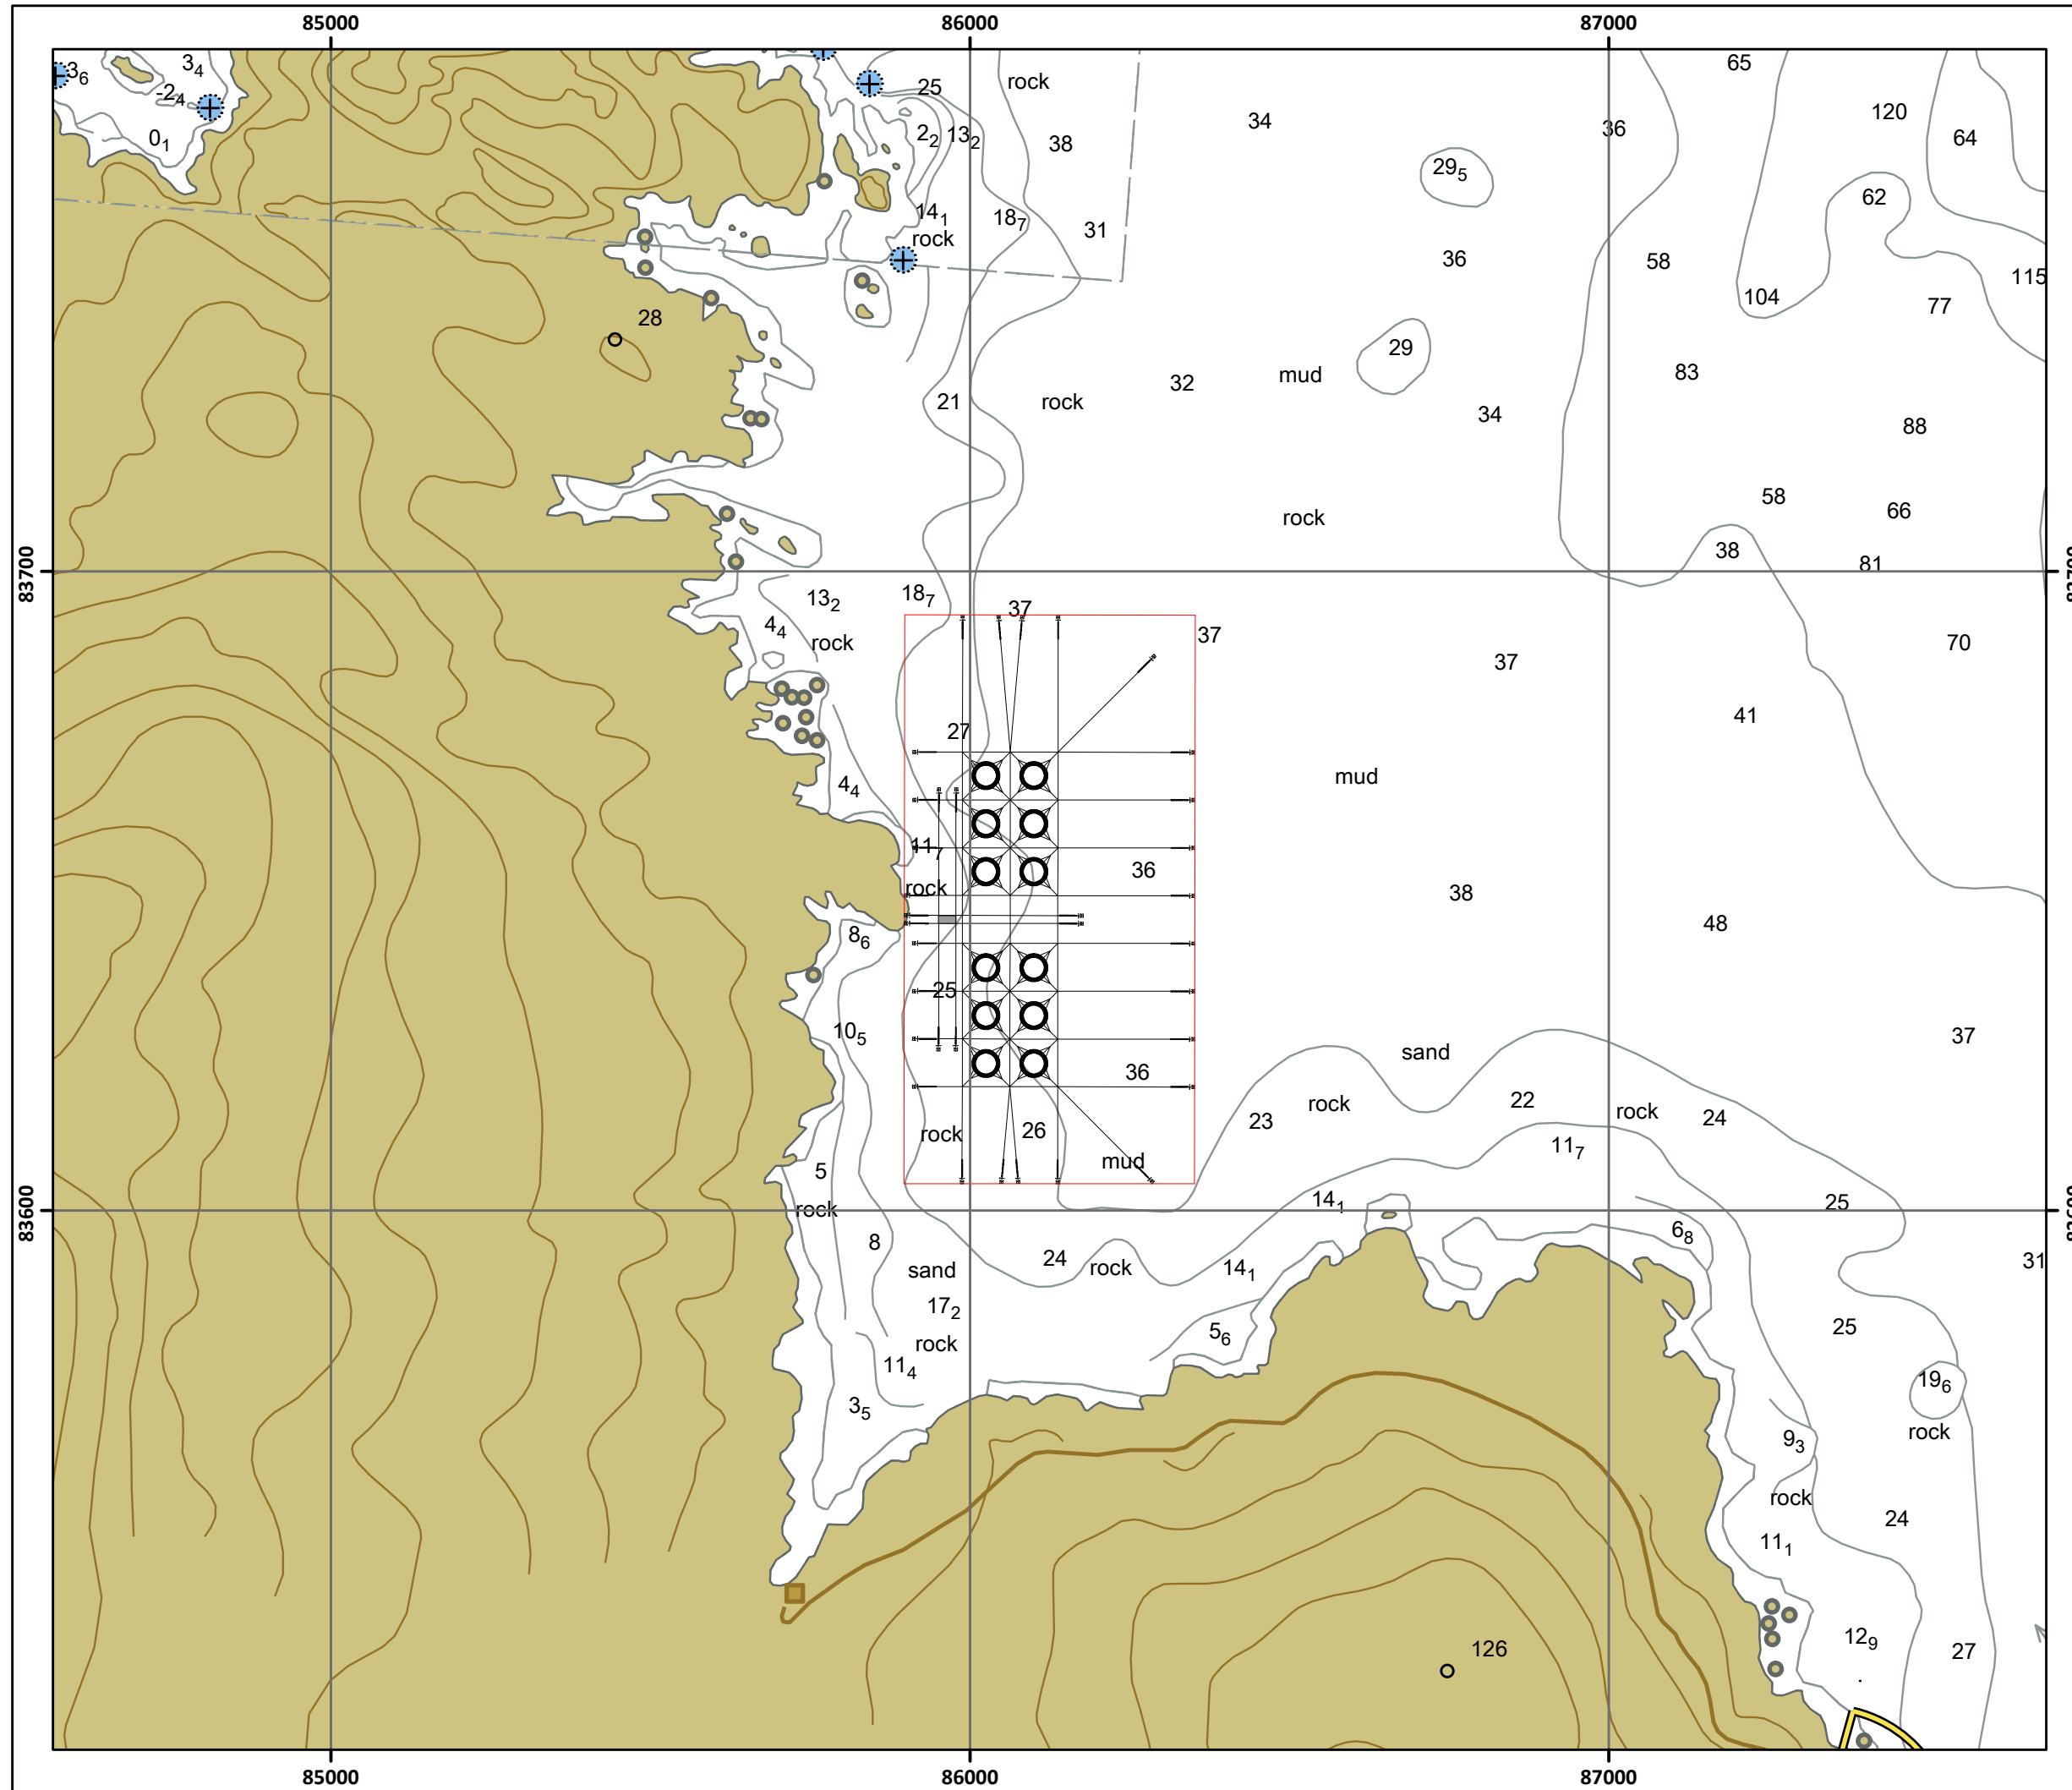 85000 86000 87000
3₆ 3₄ 25 rock 65
-2₄ 34 36 120
0₁ 2₂ 13₂ 38 64
29₅
14₁ 18₇ 31 62
rock 36 58 115
104 77
28
29
21 rock 32 mud 83
34 88
rock 58 66
38 81
83700
13₂ 18₇ 37
4₄ rock 37 37 70
27 41
4₄ mud
11₇ 36
rock 38
8₆ 48
25
10₅ 37
sand
36
rock 26 23 rock 22 rock 24
5 mud 11₇
rock 14₁ 25
83600
8 24 rock 14₁ 6₈ 31
sand
17₂ 5₆ 25
rock
11₄ 19₆
3₅ rock
9₃
rock
24
11₁
126 12₉ 27
85000 86000 87000